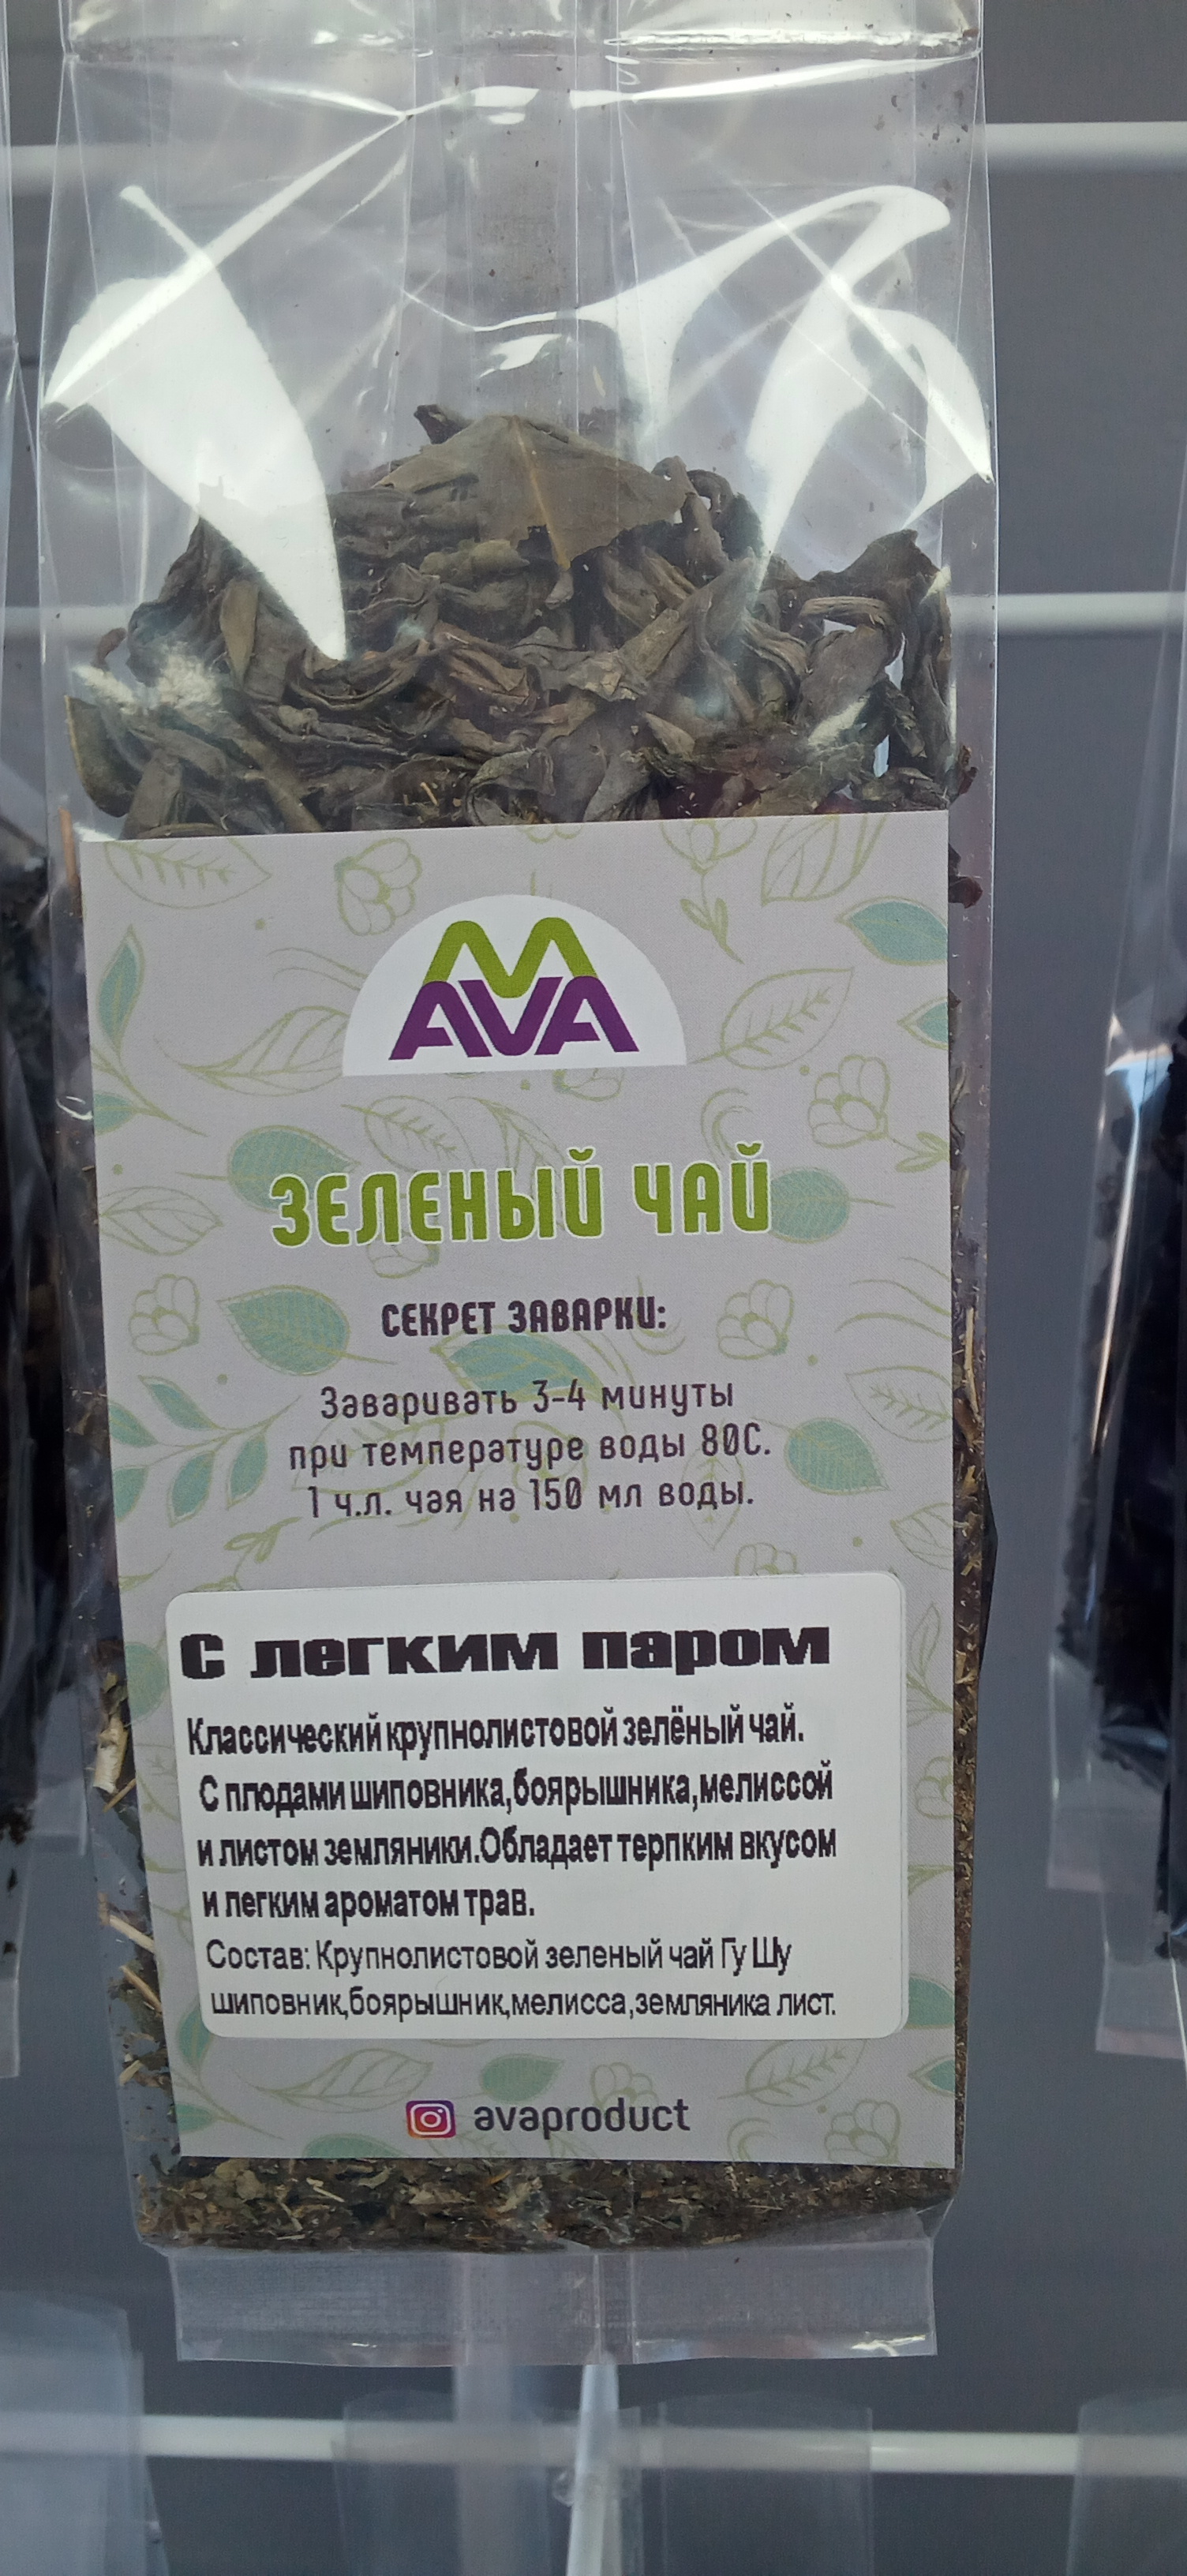 AVA
ЗЕЛЕНЫЙ ЧАЙ
СЕКРЕТ ЗАВАРКИ:
Заваривать 3-4 минуты
при температуре воды 80С.
1 ч.л. чая на 150 мл воды.
С легким паром
Классический крупнолистовой зелёный чай.
С плодами шиповника,боярышника,мелиссой
и листом земляники.Обладает терпким вкусом
и легким ароматом трав.
Состав: Крупнолистовой зеленый чай Гу Шу
шиповник,боярышник,мелисса,земляника лист.
avaproduct